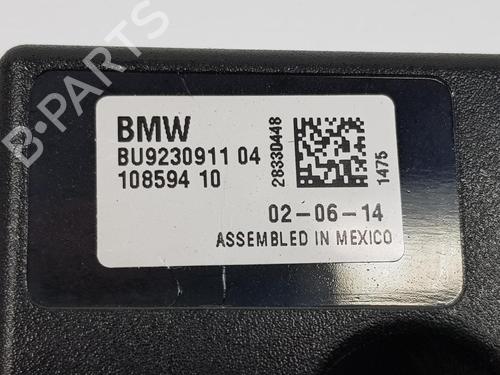 B-PARTS
BMW
BU9230911 04
108594 10
28330448
1475
02-06-14
ASSEMBLED IN MEXICO